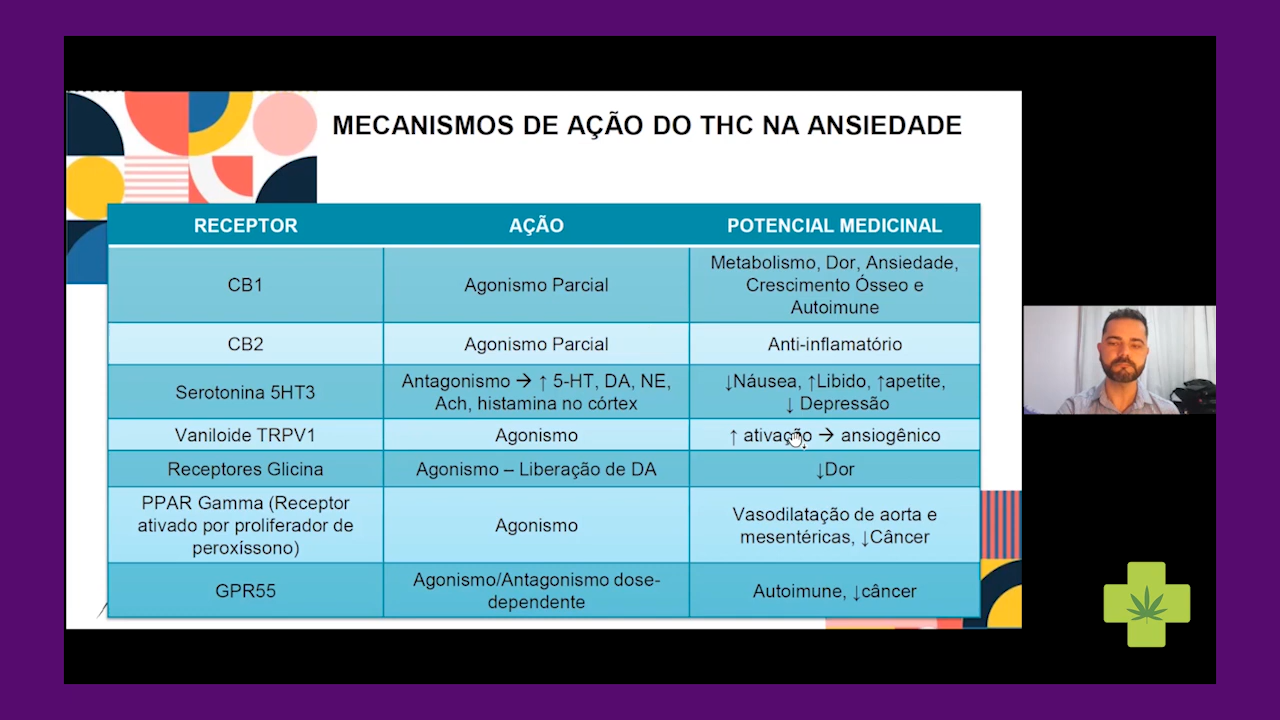 MECANISMOS DE AÇÃO DO THC NA ANSIEDADE
RECEPTOR
AÇÃO
POTENCIAL MEDICINAL
CB1
Agonismo Parcial
Metabolismo, Dor, Ansiedade,
Crescimento Ósseo e
Autoimune
CB2
Agonismo Parcial
Anti-inflamatório
Serotonina 5HT3
Antagonismo → ↑ 5-HT, DA, NE,
Ach, histamina no córtex
↓Náusea, ↑Libido, ↑apetite,
↓ Depressão
Vaniloide TRPV1
Agonismo
↑ ativação → ansiogênico
Receptores Glicina
Agonismo – Liberação de DA
↓Dor
PPAR Gamma (Receptor
ativado por proliferador de
peroxíssono)
Agonismo
Vasodilatação de aorta e
mesentéricas, ↓Câncer
GPR55
Agonismo/Antagonismo dose-
dependente
Autoimune, ↓câncer